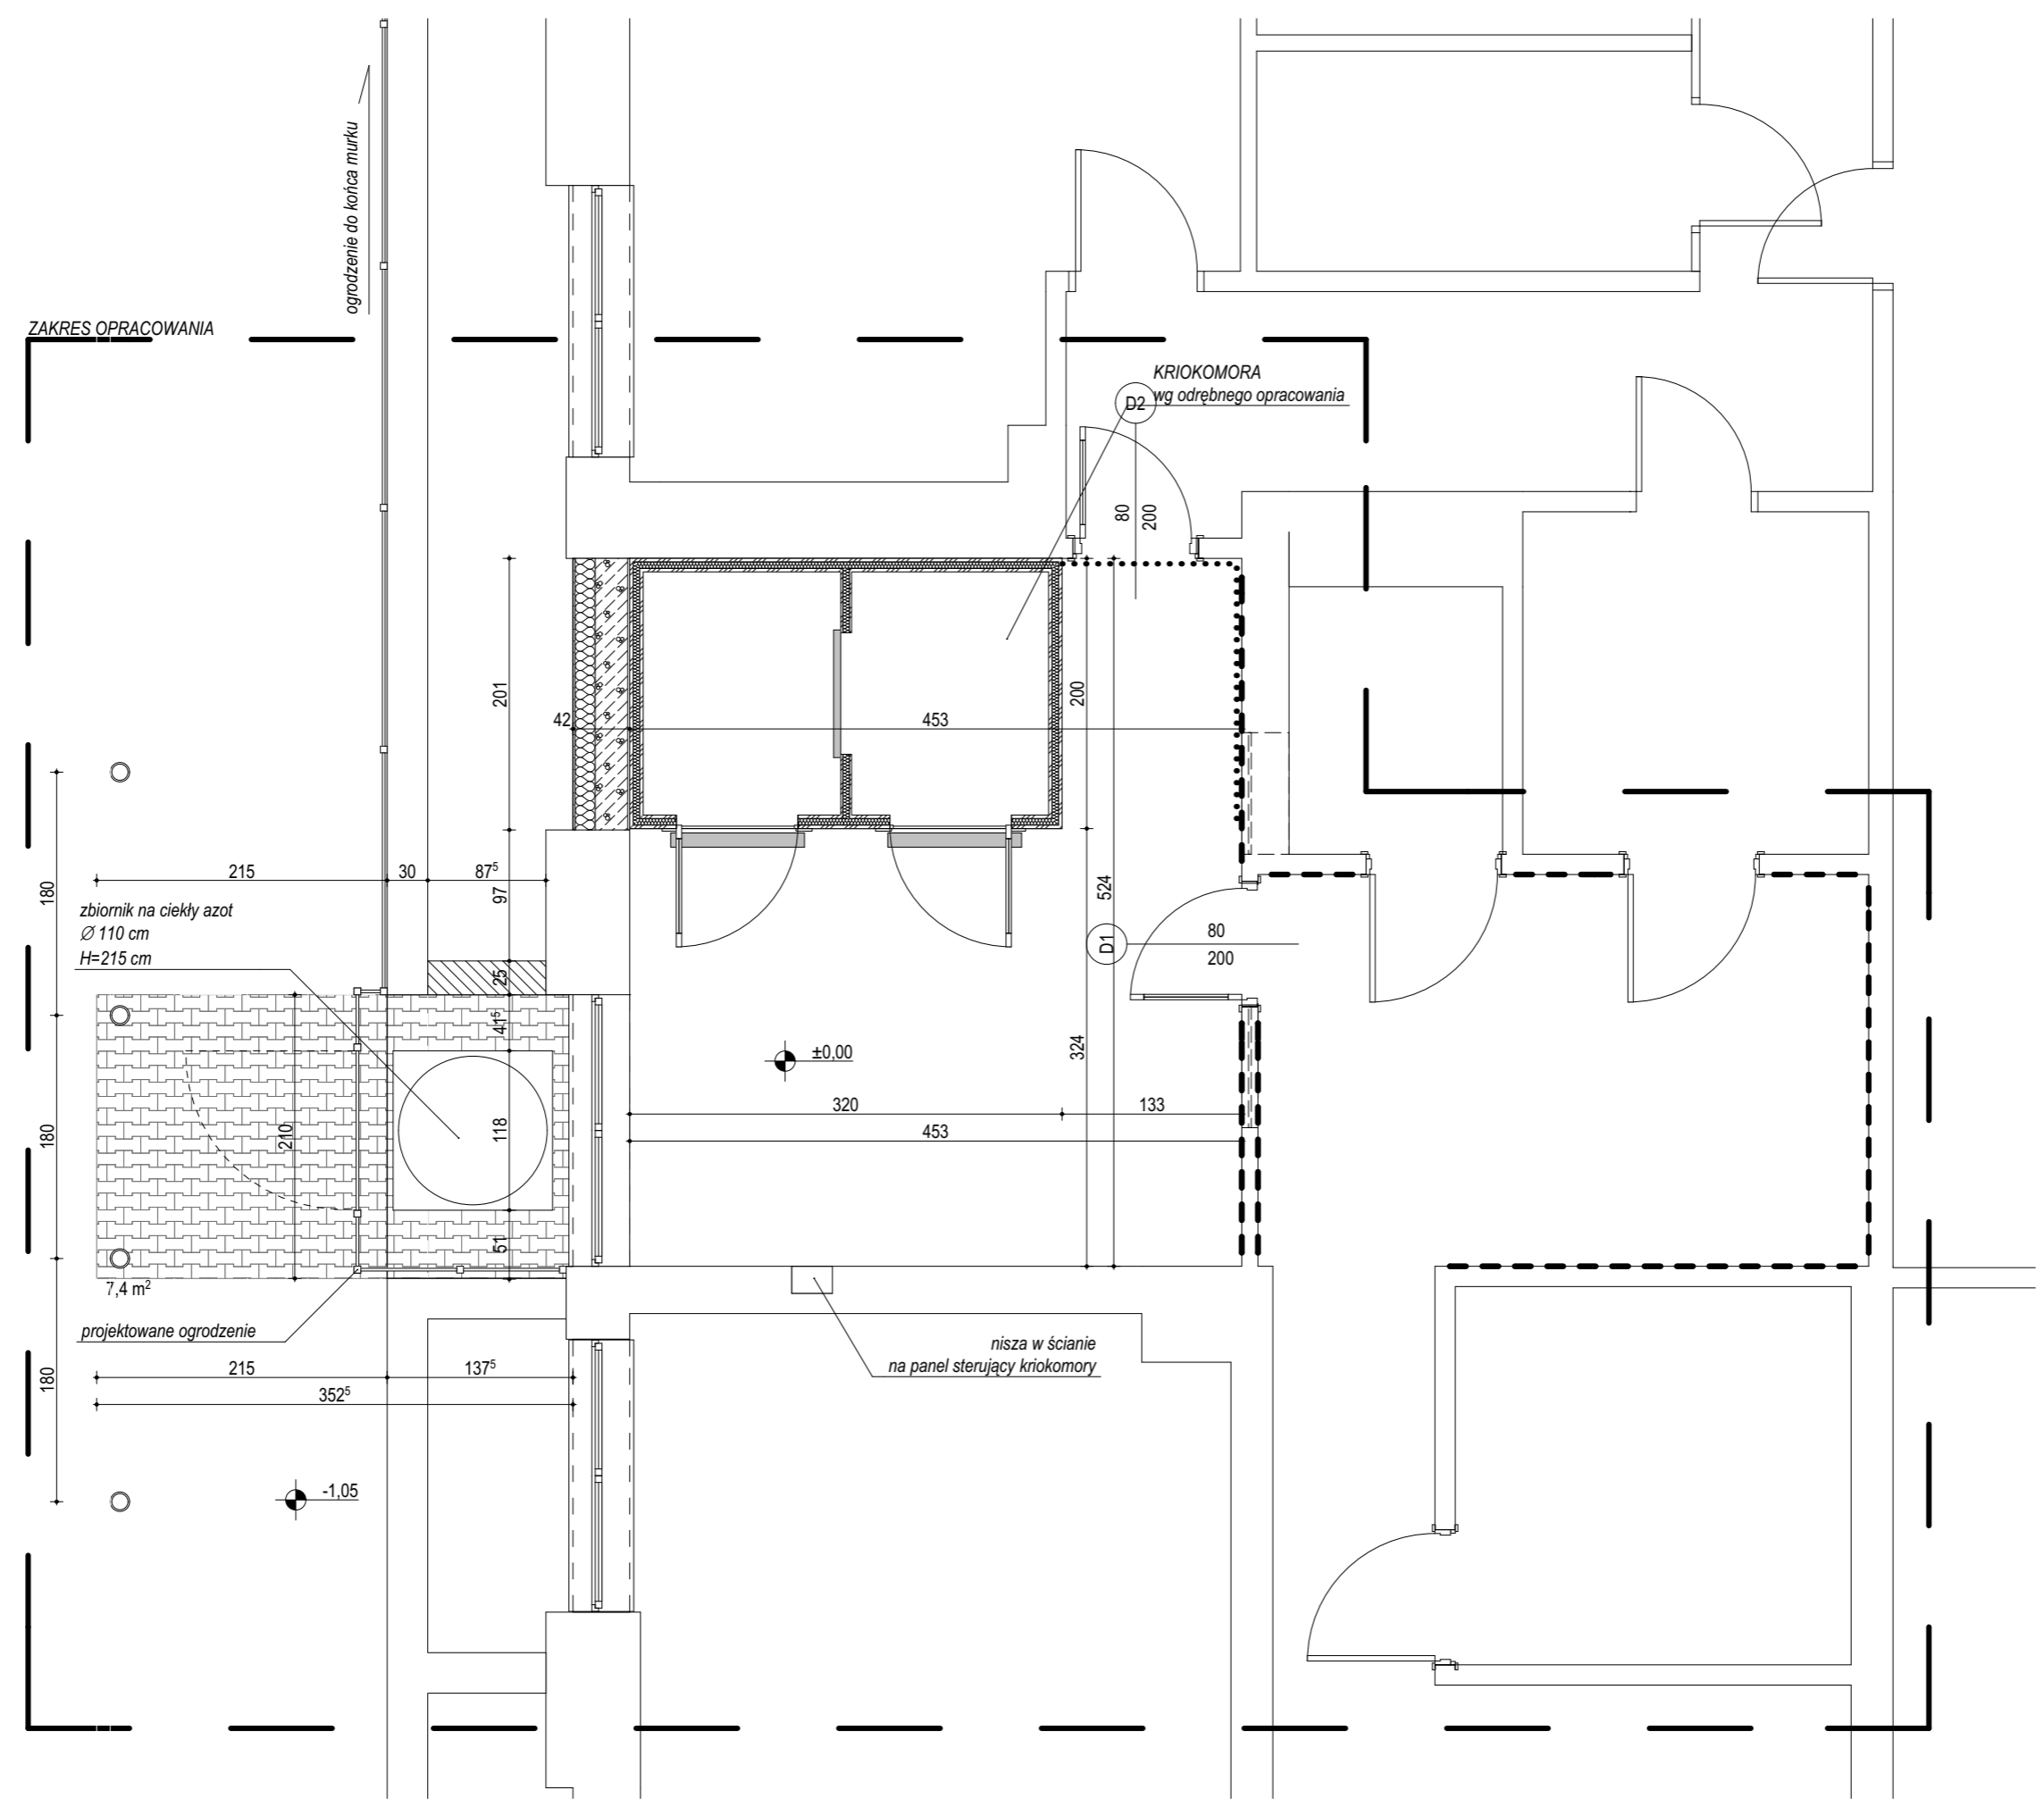 ogrodzenie do końca murku
ZAKRES OPRACOWANIA
KRIOKOMORA
wg odrębnego opracowania
D2
80
200
201
42
453
200
524
215
30
87⁵
97
180
zbiornik na ciekły azot
Ø 110 cm
H=215 cm
D1
80
200
25
41⁵
324
±0,00
320
133
453
180
210
118
51
7,4 m²
projektowane ogrodzenie
nisza w ścianie
na panel sterujący kriokomory
215
137⁵
352⁵
180
-1,05